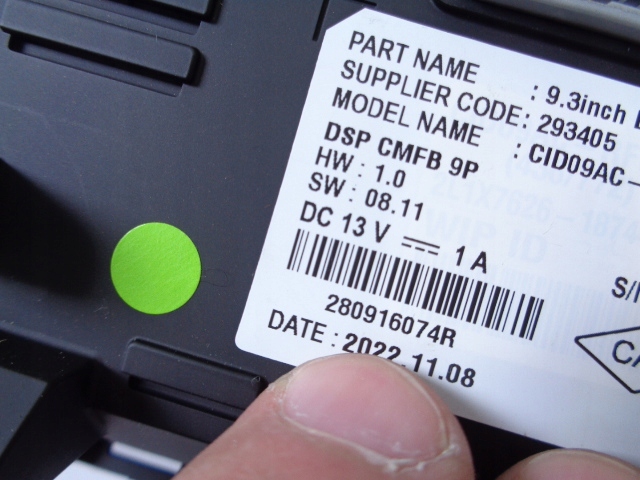 PART NAME : 9.3inch
SUPPLIER CODE : 293405
MODEL NAME : CID09AC-
DSP CMFB 9P
HW : 1.0
SW : 08.11
DC 13 V ⎓ 1 A
280916074R
DATE : 2022.11.08